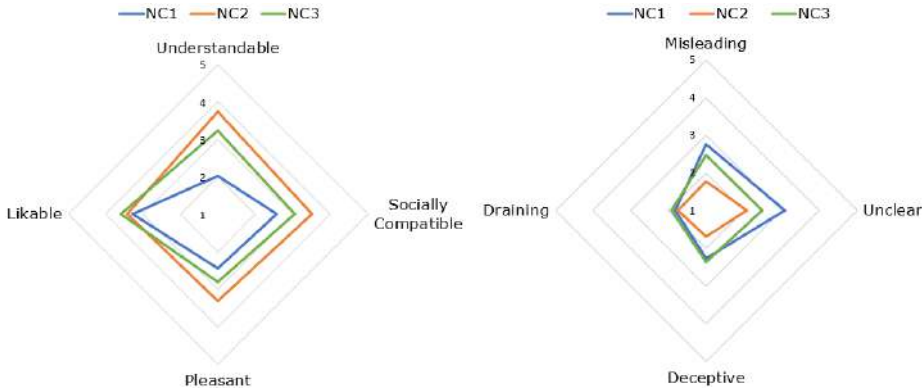 NC1 NC2 NC3
Understandable
5
4
3
2
1
Likable
Socially
Compatible
Pleasant
NC1 NC2 NC3
Misleading
5
4
3
2
1
Draining
Unclear
Deceptive